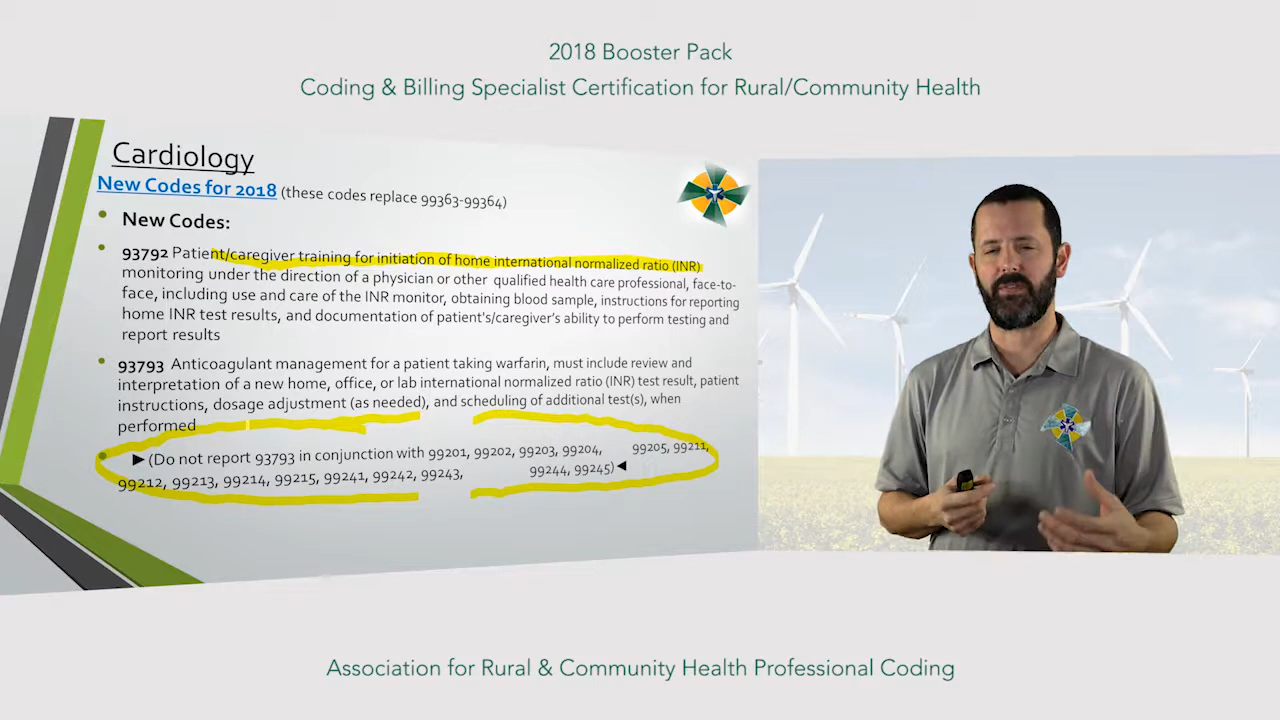 2018 Booster Pack
Coding & Billing Specialist Certification for Rural/Community Health
Cardiology
New Codes for 2018 (these codes replace 99363-99364)
• New Codes:
• 93792 Patient/caregiver training for initiation of home international normalized ratio (INR)
monitoring under the direction of a physician or other qualified health care professional, face-to-
face, including use and care of the INR monitor, obtaining blood sample, instructions for reporting
home INR test results, and documentation of patient's/caregiver's ability to perform testing and
report results
• 93793 Anticoagulant management for a patient taking warfarin, must include review and
interpretation of a new home, office, or lab international normalized ratio (INR) test result, patient
instructions, dosage adjustment (as needed), and scheduling of additional test(s), when
performed
• ►(Do not report 93793 in conjunction with 99201, 99202, 99203, 99204, 99205, 99211,
99212, 99213, 99214, 99215, 99241, 99242, 99243, 99244, 99245)◄
Association for Rural & Community Health Professional Coding